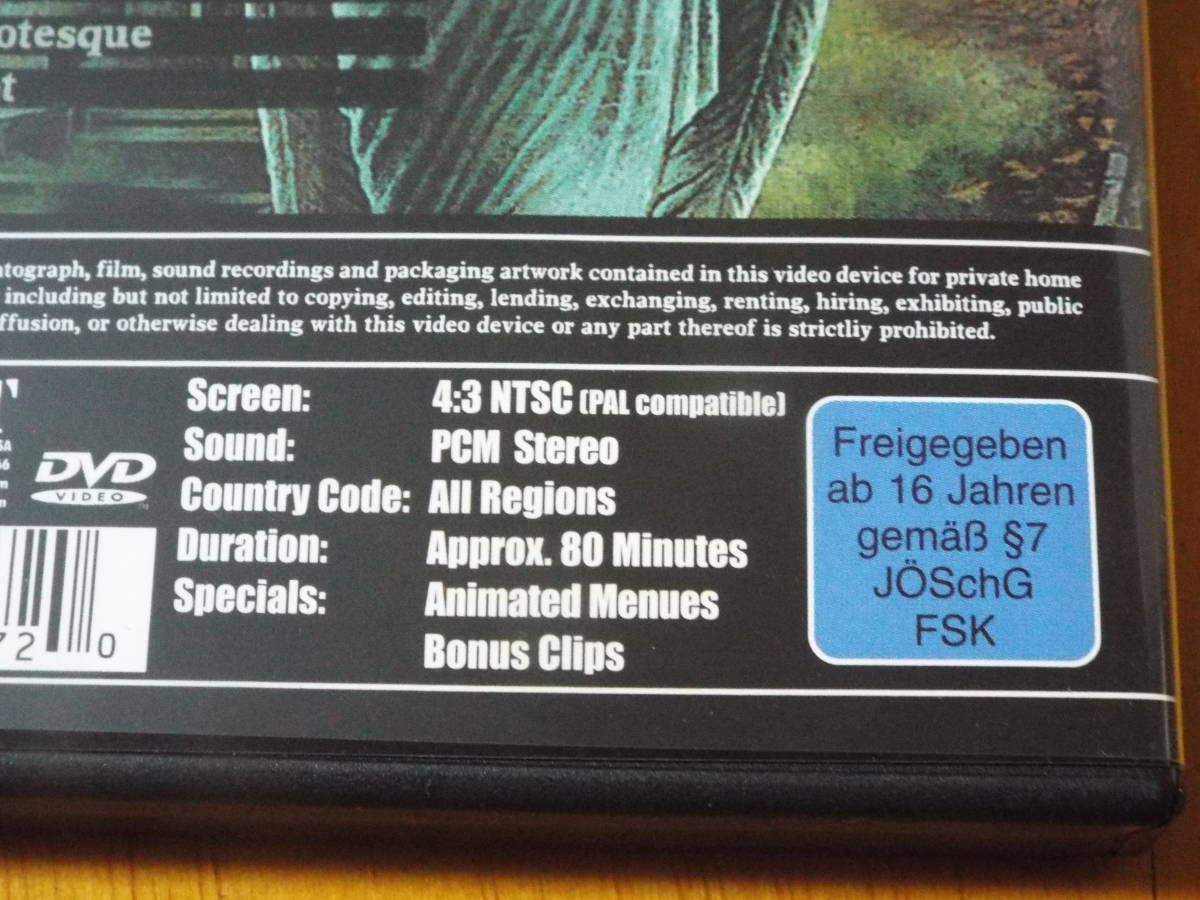 otesque
t
tograph, film, sound recordings and packaging artwork contained in this video device for private home
including but not limited to copying, editing, lending, exchanging, renting, hiring, exhibiting, public
ffusion, or otherwise dealing with this video device or any part thereof is strictliy prohibited.
Screen: 4:3 NTSC (PAL compatible)
Sound: PCM Stereo
Country Code: All Regions
Duration: Approx. 80 Minutes
Specials: Animated Menues
Bonus Clips
DVD
VIDEO
72 0
Freigegeben
ab 16 Jahren
gemäß §7
JÖSchG
FSK